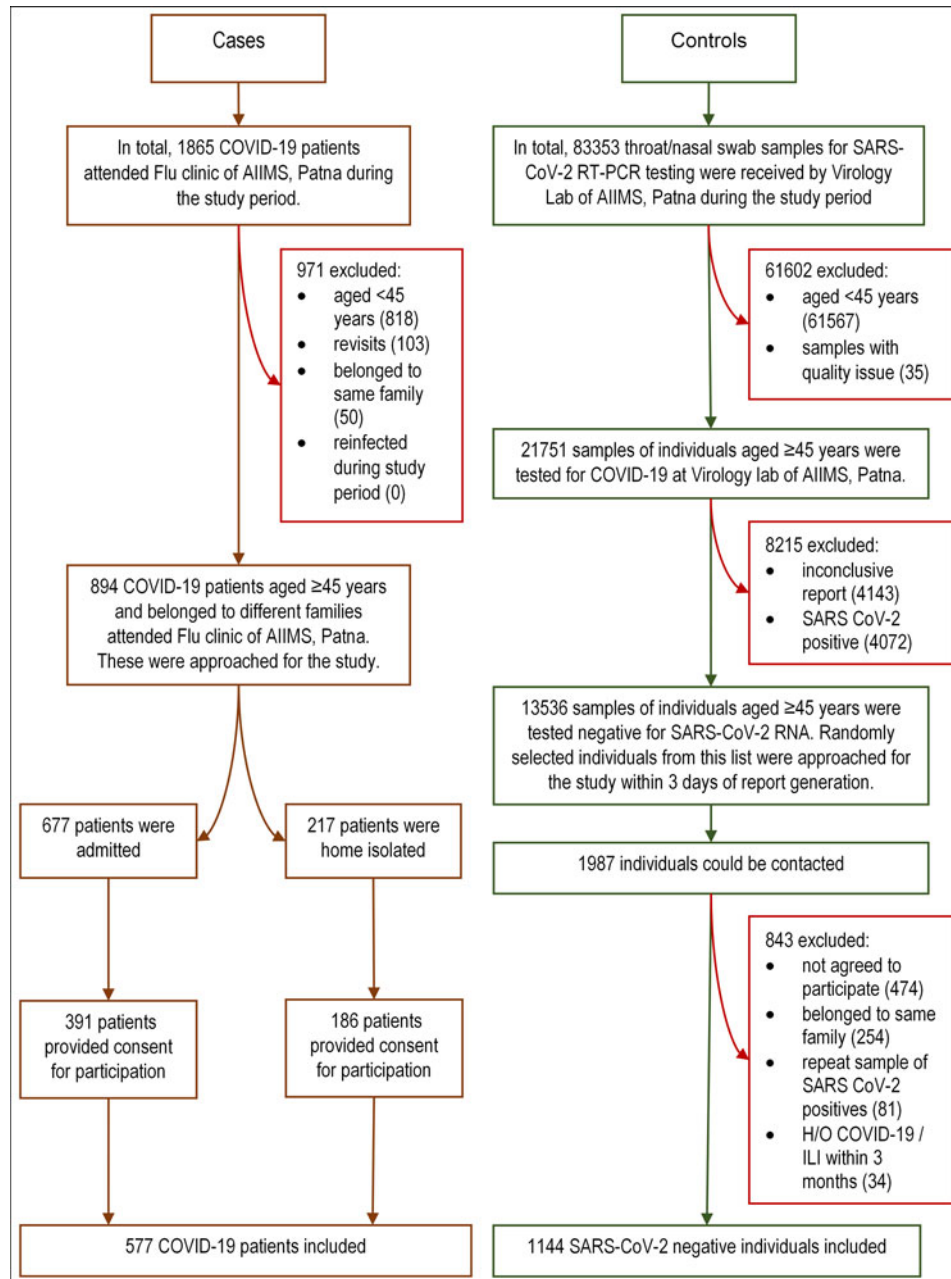 Cases
In total, 1865 COVID-19 patients
attended Flu clinic of AIIMS, Patna during
the study period.
971 excluded:
● aged <45
years (818)
● revisits (103)
● belonged to
same family
(50)
● reinfected
during study
period (0)
894 COVID-19 patients aged ≥45 years
and belonged to different families
attended Flu clinic of AIIMS, Patna.
These were approached for the study.
677 patients were
admitted
217 patients were
home isolated
391 patients
provided consent
for participation
186 patients
provided consent
for participation
577 COVID-19 patients included
Controls
In total, 83353 throat/nasal swab samples for SARS-
CoV-2 RT-PCR testing were received by Virology
Lab of AIIMS, Patna during the study period
61602 excluded:
● aged <45 years
(61567)
● samples with
quality issue (35)
21751 samples of individuals aged ≥45 years were
tested for COVID-19 at Virology lab of AIIMS, Patna.
8215 excluded:
● inconclusive
report (4143)
● SARS CoV-2
positive (4072)
13536 samples of individuals aged ≥45 years were
tested negative for SARS-CoV-2 RNA. Randomly
selected individuals from this list were approached for
the study within 3 days of report generation.
1987 individuals could be contacted
843 excluded:
● not agreed to
participate (474)
● belonged to same
family (254)
● repeat sample of
SARS CoV-2
positives (81)
● H/O COVID-19 /
ILI within 3
months (34)
1144 SARS-CoV-2 negative individuals included